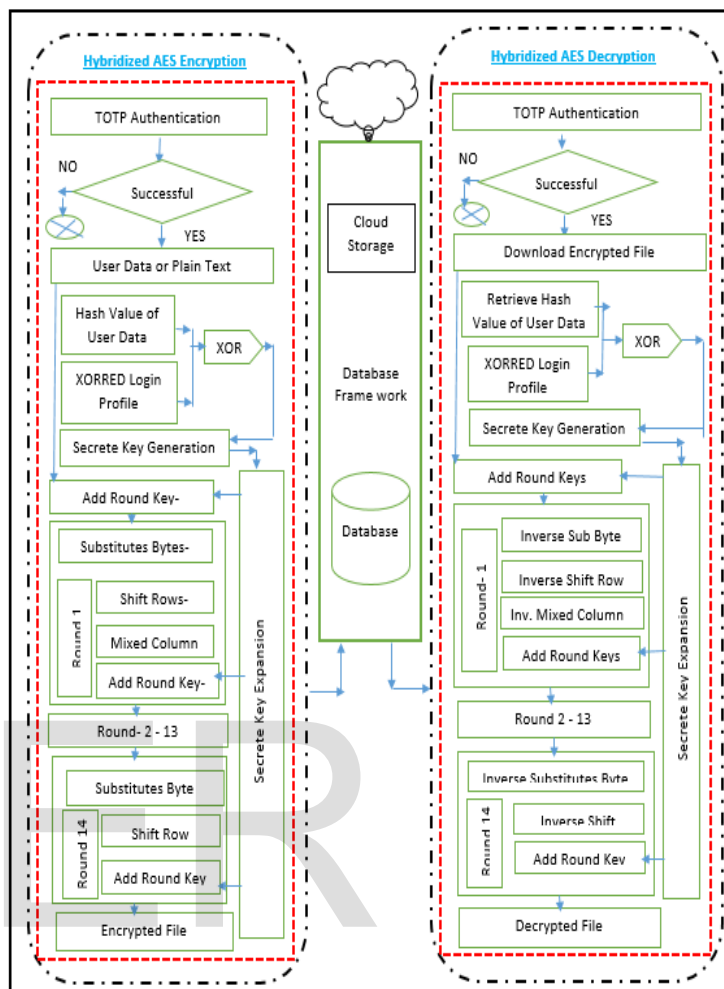 Hybridized AES Encryption
TOTP Authentication
NO
Successful
YES
User Data or Plain Text
Hash Value of
User Data
XOR
XORRED Login
Profile
Secrete Key Generation
Add Round Key-
Substitutes Bytes-
Round 1
Shift Rows-
Mixed Column
Add Round Key-
Secrete Key Expansion
Round- 2 - 13
Substitutes Byte
Round 14
Shift Row
Add Round Key
Encrypted File
Cloud
Storage
Database
Frame work
Database
Hybridized AES Decryption
TOTP Authentication
NO
Successful
YES
Download Encrypted File
Retrieve Hash
Value of User Data
XOR
XORRED Login
Profile
Secrete Key Generation
Add Round Keys
Inverse Sub Byte
Round- 1
Inverse Shift Row
Inv. Mixed Column
Add Round Keys
Secrete Key Expansion
Round 2 - 13
Inverse Substitutes Byte
Round 14
Inverse Shift
Add Round Key
Decrypted File
ER